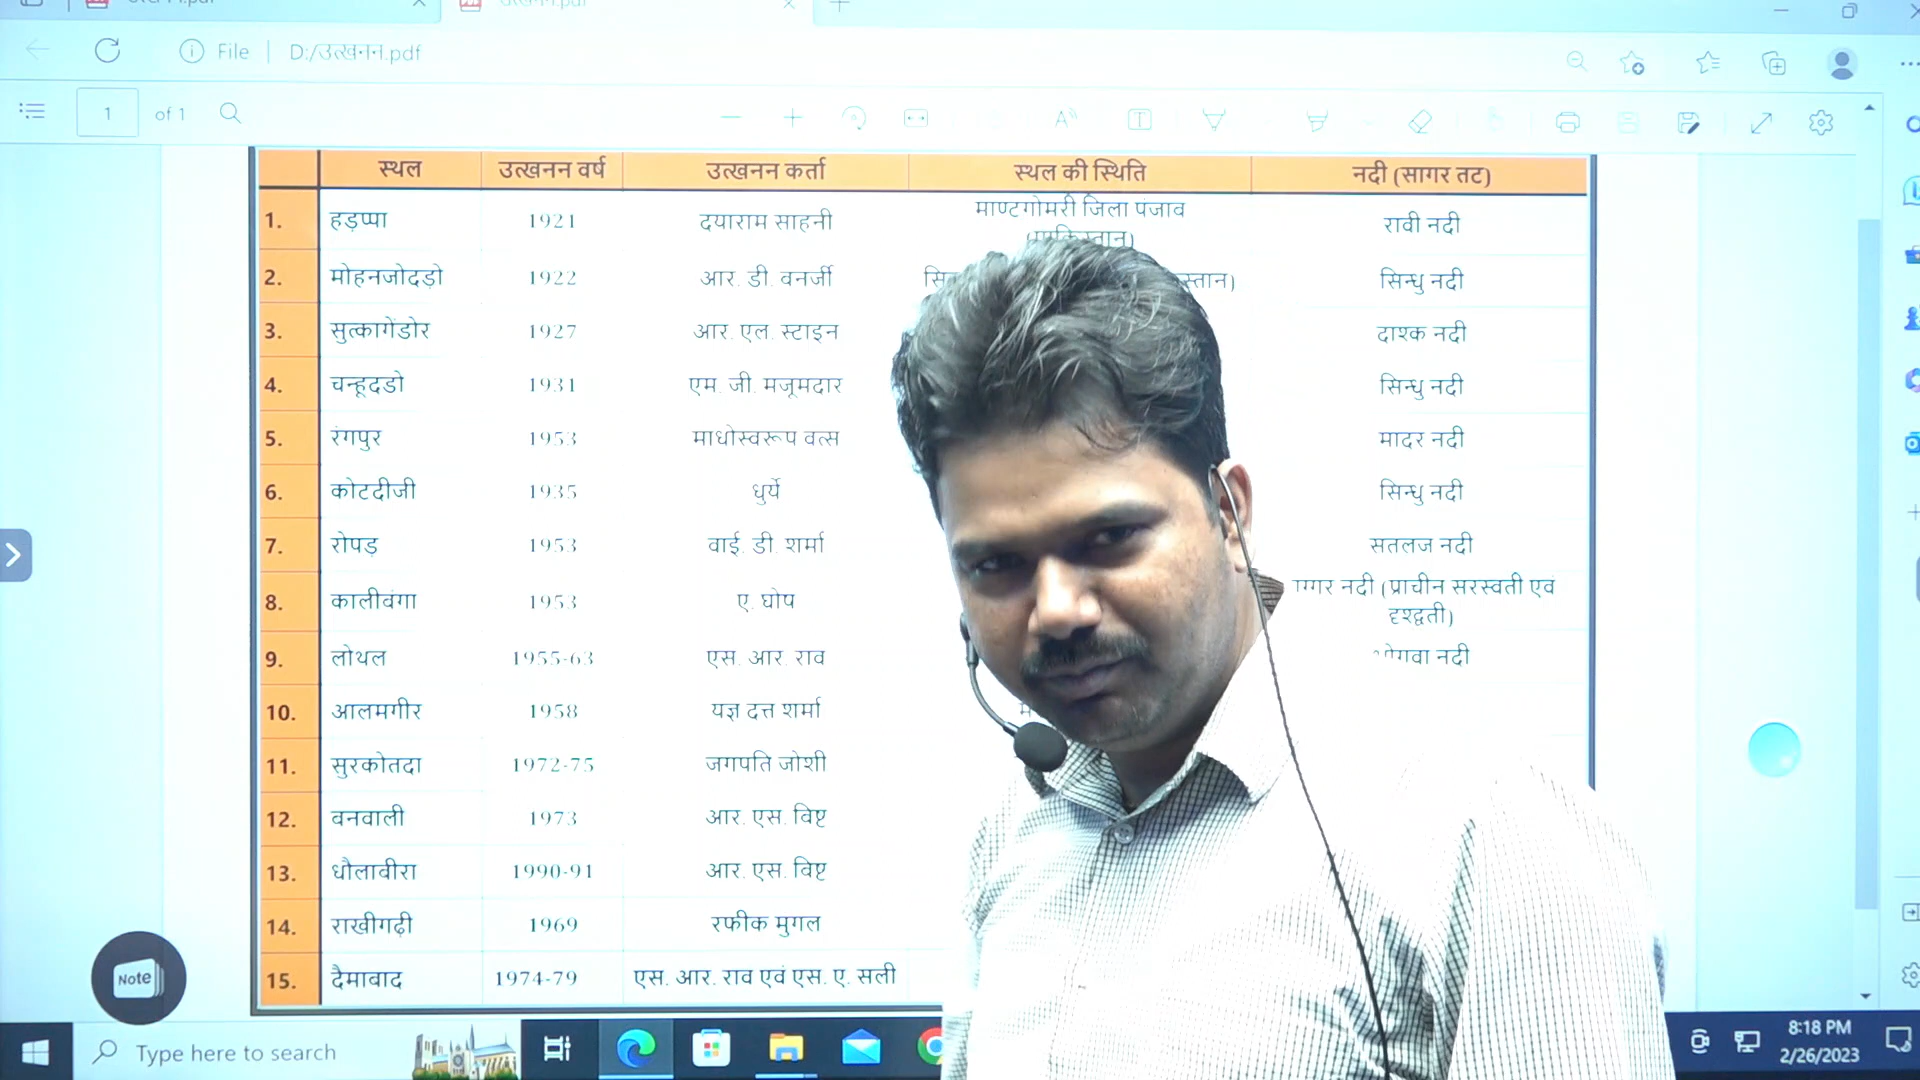 उत्खनन.pdf
File | D:/उत्खनन.pdf
1 of 1
स्थल उत्खनन वर्ष उत्खनन कर्ता स्थल की स्थिति नदी (सागर तट)
1. हड़प्पा 1921 दयाराम साहनी माण्टगोमरी जिला पंजाव रावी नदी
(पाकिस्तान)
2. मोहनजोदड़ो 1922 आर. डी. वनर्जी सिन्धु नदी
3. सुत्कागेंडोर 1927 आर. एल. स्टाइन दाश्क नदी
4. चन्हूदडो 1931 एम. जी. मजूमदार सिन्धु नदी
5. रंगपुर 1953 माधोस्वरूप वत्स मादर नदी
6. कोटदीजी 1935 धुर्ये सिन्धु नदी
7. रोपड़ 1953 वाई. डी. शर्मा सतलज नदी
8. कालीवंगा 1953 ए. घोष नदी (प्राचीन सरस्वती एवं
दृश्द्वती)
9. लोथल 1955-63 एस. आर. राव नदी
10. आलमगीर 1958 यज्ञ दत्त शर्मा
11. सुरकोतदा 1972-75 जगपति जोशी
12. वनवाली 1973 आर. एस. विष्ट
13. धौलावीरा 1990-91 आर. एस. विष्ट
14. राखीगढ़ी 1969 रफीक मुगल
15. दैमावाद 1974-79 एस. आर. राव एवं एस. ए. सली
Note
Type here to search
8:18 PM
2/26/2023